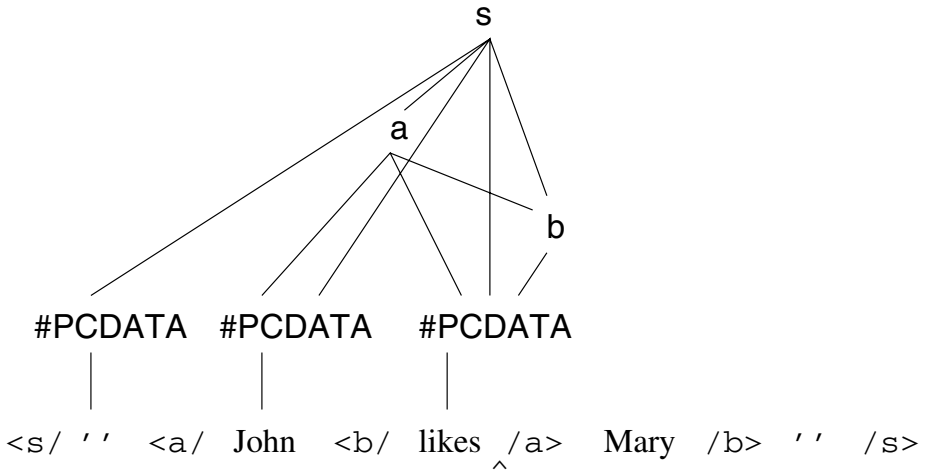 s
a
b
#PCDATA #PCDATA #PCDATA
<s/ '' <a/ John <b/ likes /a> Mary /b> '' /s>
^